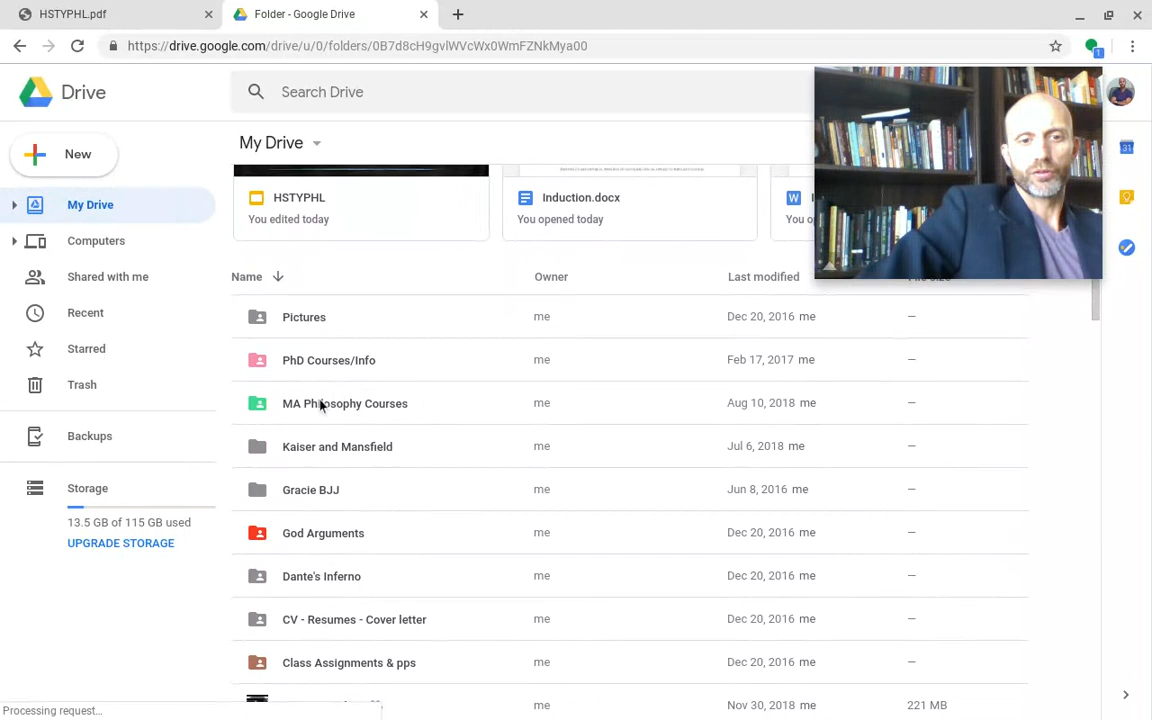 HSTYPHL.pdf
Folder - Google Drive
https://drive.google.com/drive/u/0/folders/0B7d8cH9gvlWVcWx0WmFZNkMya00
1
Drive
Search Drive
New
My Drive
HSTYPHL
You edited today
Induction.docx
You opened today
W
You o
31
My Drive
Computers
Shared with me
Recent
Starred
Trash
Backups
Storage
13.5 GB of 115 GB used
UPGRADE STORAGE
Name Owner Last modified
Pictures me Dec 20, 2016 me —
PhD Courses/Info me Feb 17, 2017 me —
MA Philosophy Courses me Aug 10, 2018 me —
Kaiser and Mansfield me Jul 6, 2018 me —
Gracie BJJ me Jun 8, 2016 me —
God Arguments me Dec 20, 2016 me —
Dante's Inferno me Dec 20, 2016 me —
CV - Resumes - Cover letter me Dec 20, 2016 me —
Class Assignments & pps me Dec 20, 2016 me —
me Nov 30, 2018 me 221 MB
Processing request...